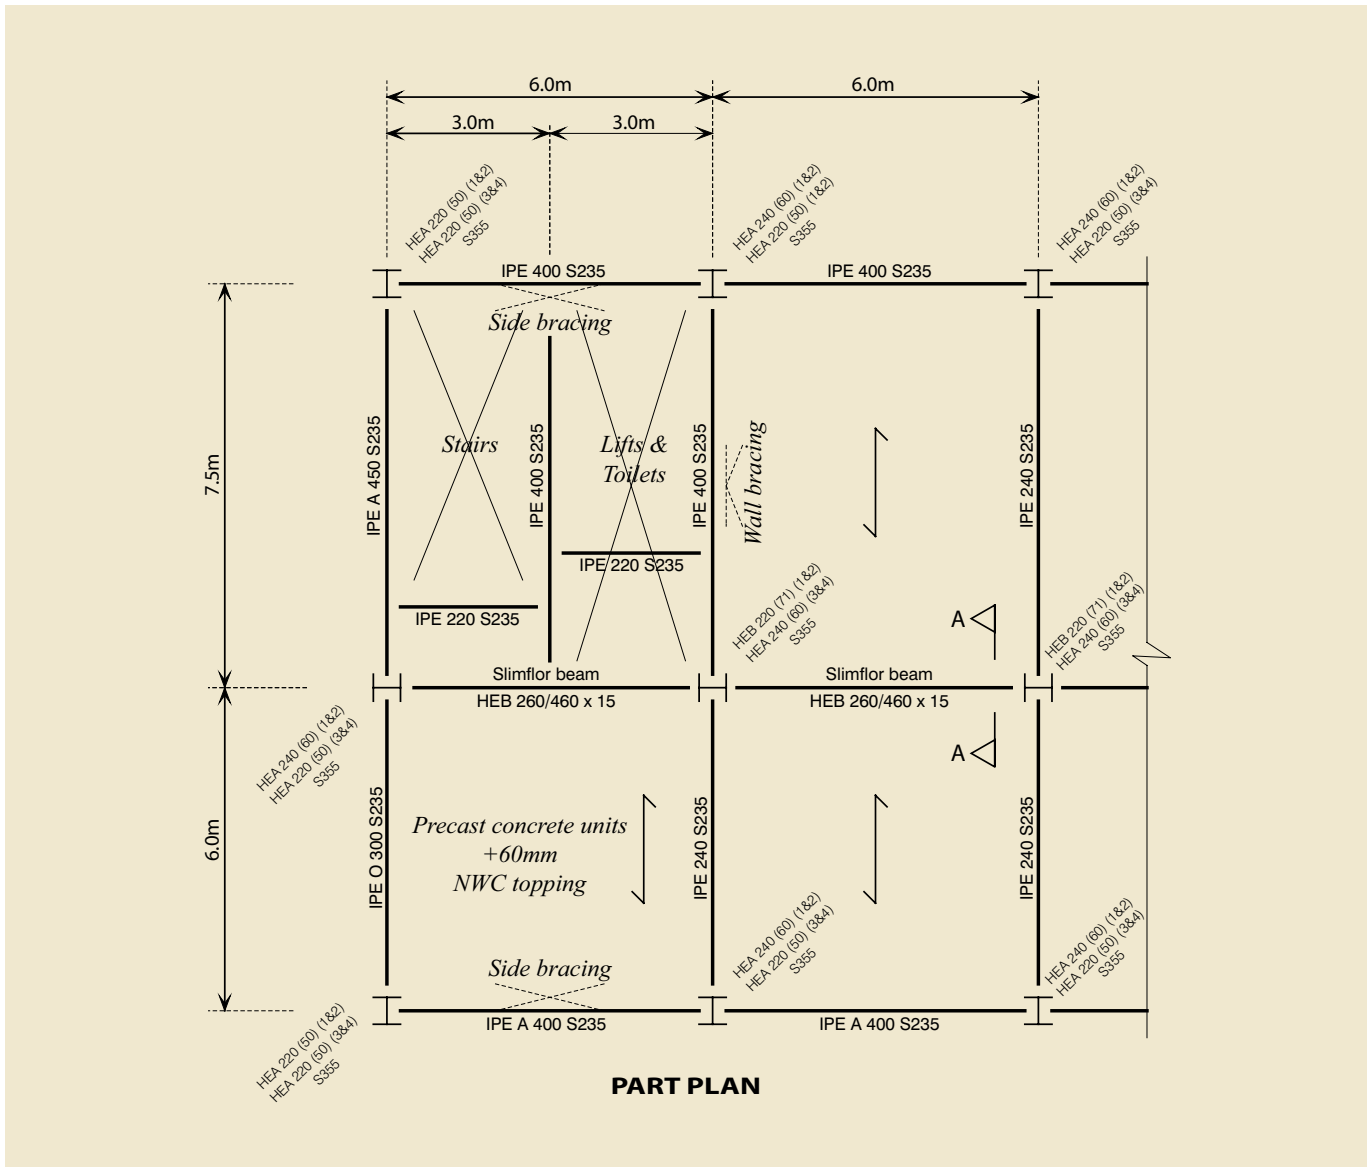 6.0m
6.0m
3.0m
3.0m
HEA 220 (50) (1&2)
HEA 220 (50) (3&4)
S355
HEA 240 (60) (1&2)
HEA 220 (50) (1&2)
S355
HEA 240 (60) (1&2)
HEA 220 (50) (3&4)
S355
IPE 400 S235
IPE 400 S235
Side bracing
7.5m
IPE A 450 S235
Stairs
IPE 400 S235
Lifts &
Toilets
IPE 400 S235
Wall bracing
IPE 240 S235
IPE 220 S235
IPE 220 S235
HEB 220 (71) (1&2)
HEA 240 (60) (3&4)
S355
A
HEB 220 (71) (1&2)
HEA 240 (60) (3&4)
S355
Slimflor beam
HEB 260/460 x 15
Slimflor beam
HEB 260/460 x 15
HEA 240 (60) (1&2)
HEA 220 (50) (3&4)
S355
A
6.0m
IPE O 300 S235
Precast concrete units
+60mm
NWC topping
IPE 240 S235
IPE 240 S235
HEA 240 (60) (1&2)
HEA 220 (50) (3&4)
S355
HEA 240 (60) (1&2)
HEA 220 (50) (3&4)
S355
Side bracing
IPE A 400 S235
IPE A 400 S235
HEA 220 (50) (1&2)
HEA 220 (50) (3&4)
S355
PART PLAN